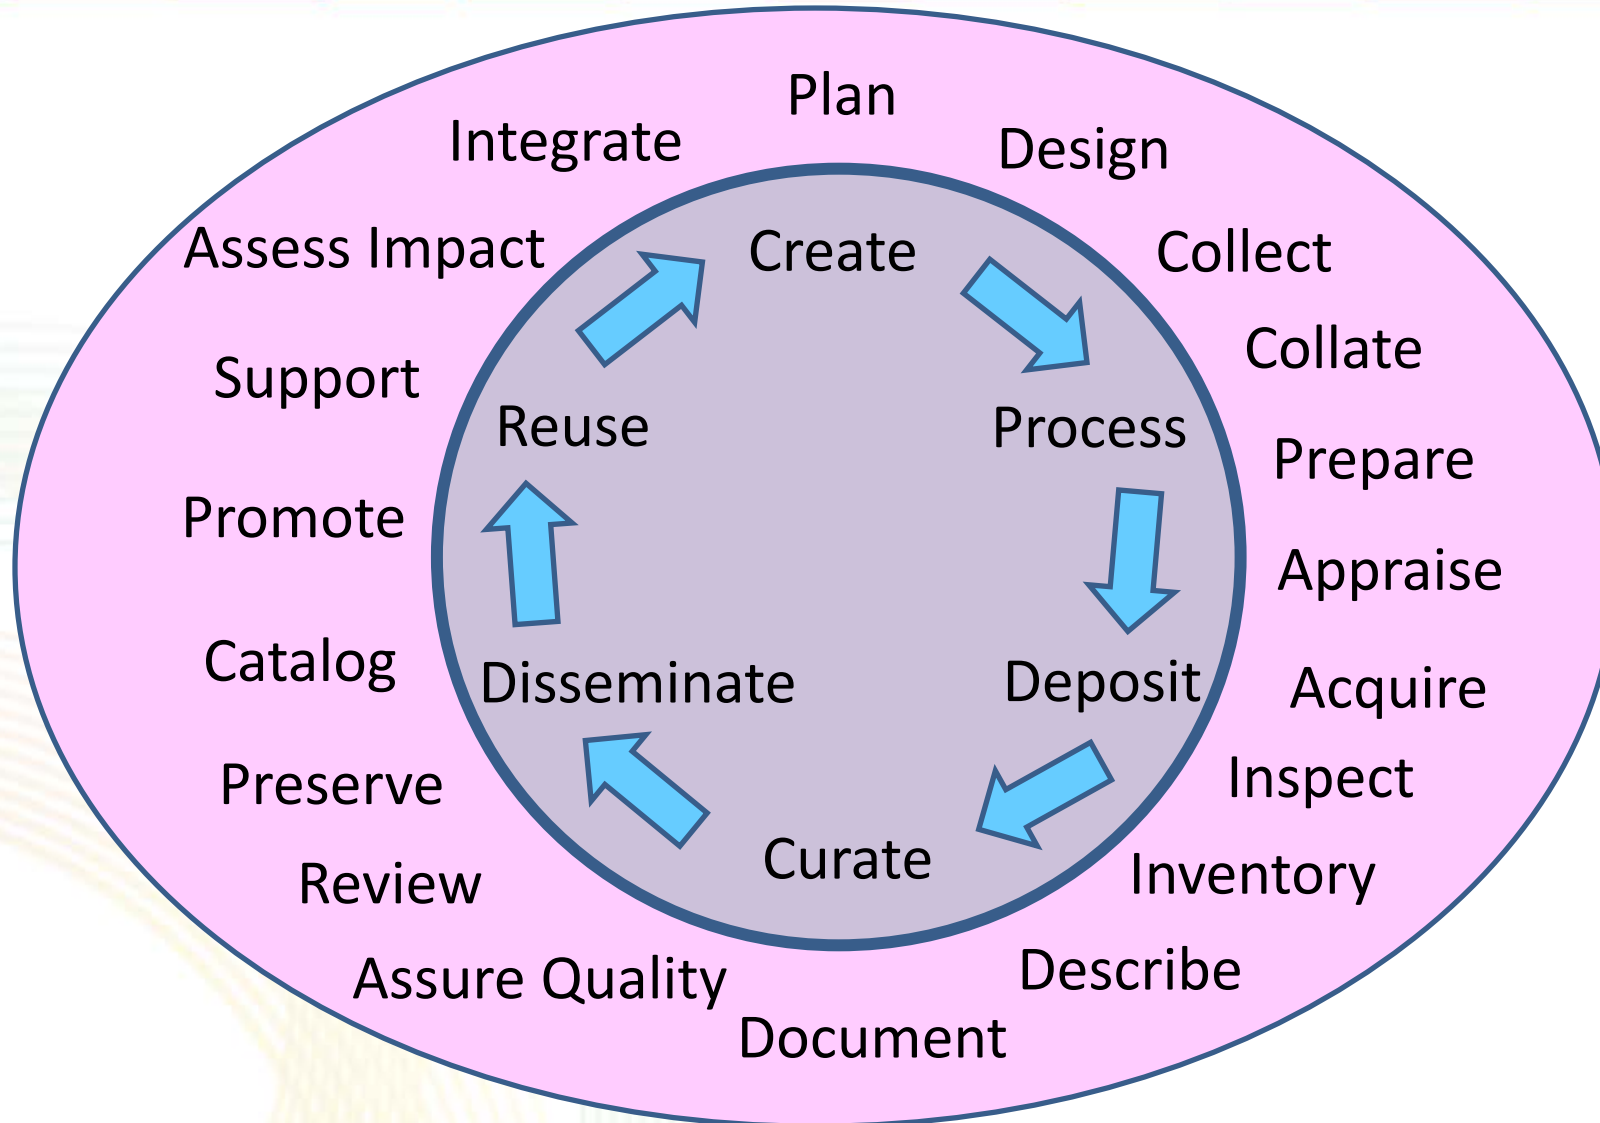 Plan
Integrate
Design
Assess Impact
Create
Collect
Collate
Support
Reuse
Process
Prepare
Promote
Appraise
Catalog
Disseminate
Deposit
Acquire
Preserve
Inspect
Curate
Review
Inventory
Assure Quality
Describe
Document